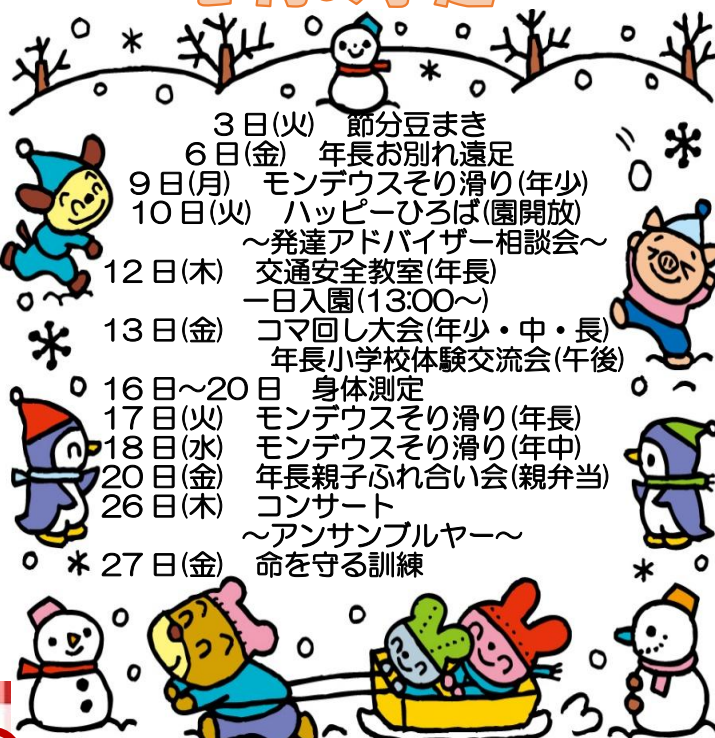 3日(火)　節分豆まき
6日(金)　年長お別れ遠足
9日(月)　モンデウスそり滑り(年少)
10日(火)　ハッピーひろば(園開放)
～発達アドバイザー相談会～
12日(木)　交通安全教室(年長)
一日入園(13:00～)
13日(金)　コマ回し大会(年少・中・長)
年長小学校体験交流会(午後)
16日～20日　身体測定
17日(火)　モンデウスそり滑り(年長)
18日(水)　モンデウスそり滑り(年中)
20日(金)　年長親子ふれ合い会(親弁当)
26日(木)　コンサート
～アンサンブルヤー～
27日(金)　命を守る訓練